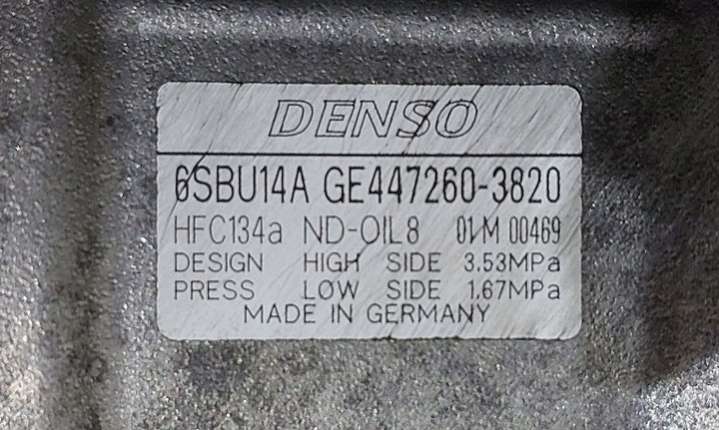 DENSO
6SBU14A GE447260-3820
HFC134a ND-OIL8 01M 00469
DESIGN HIGH SIDE 3.53MPa
PRESS LOW SIDE 1.67MPa
MADE IN GERMANY